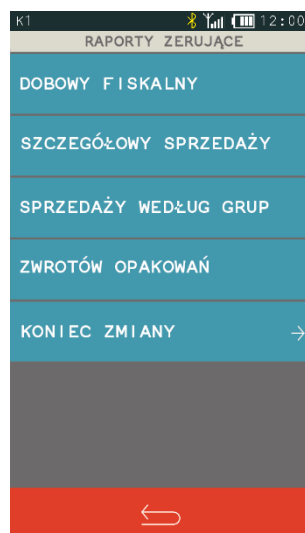 K1 12:00
RAPORTY ZERUJĄCE
DOBOWY FISKALNY
SZCZEGÓŁOWY SPRZEDAŻY
SPRZEDAŻY WEDŁUG GRUP
ZWROTÓW OPAKOWAŃ
KONIEC ZMIANY